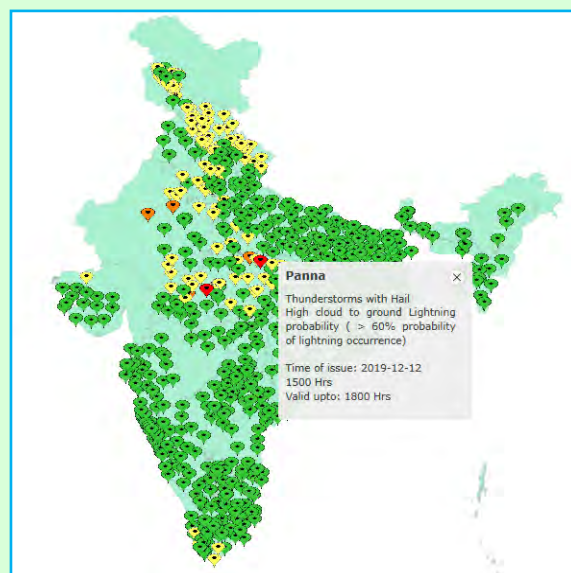 Panna
×
Thunderstorms with Hail
High cloud to ground Lightning
probability ( > 60% probability
of lightning occurrence)
Time of issue: 2019-12-12
1500 Hrs
Valid upto: 1800 Hrs